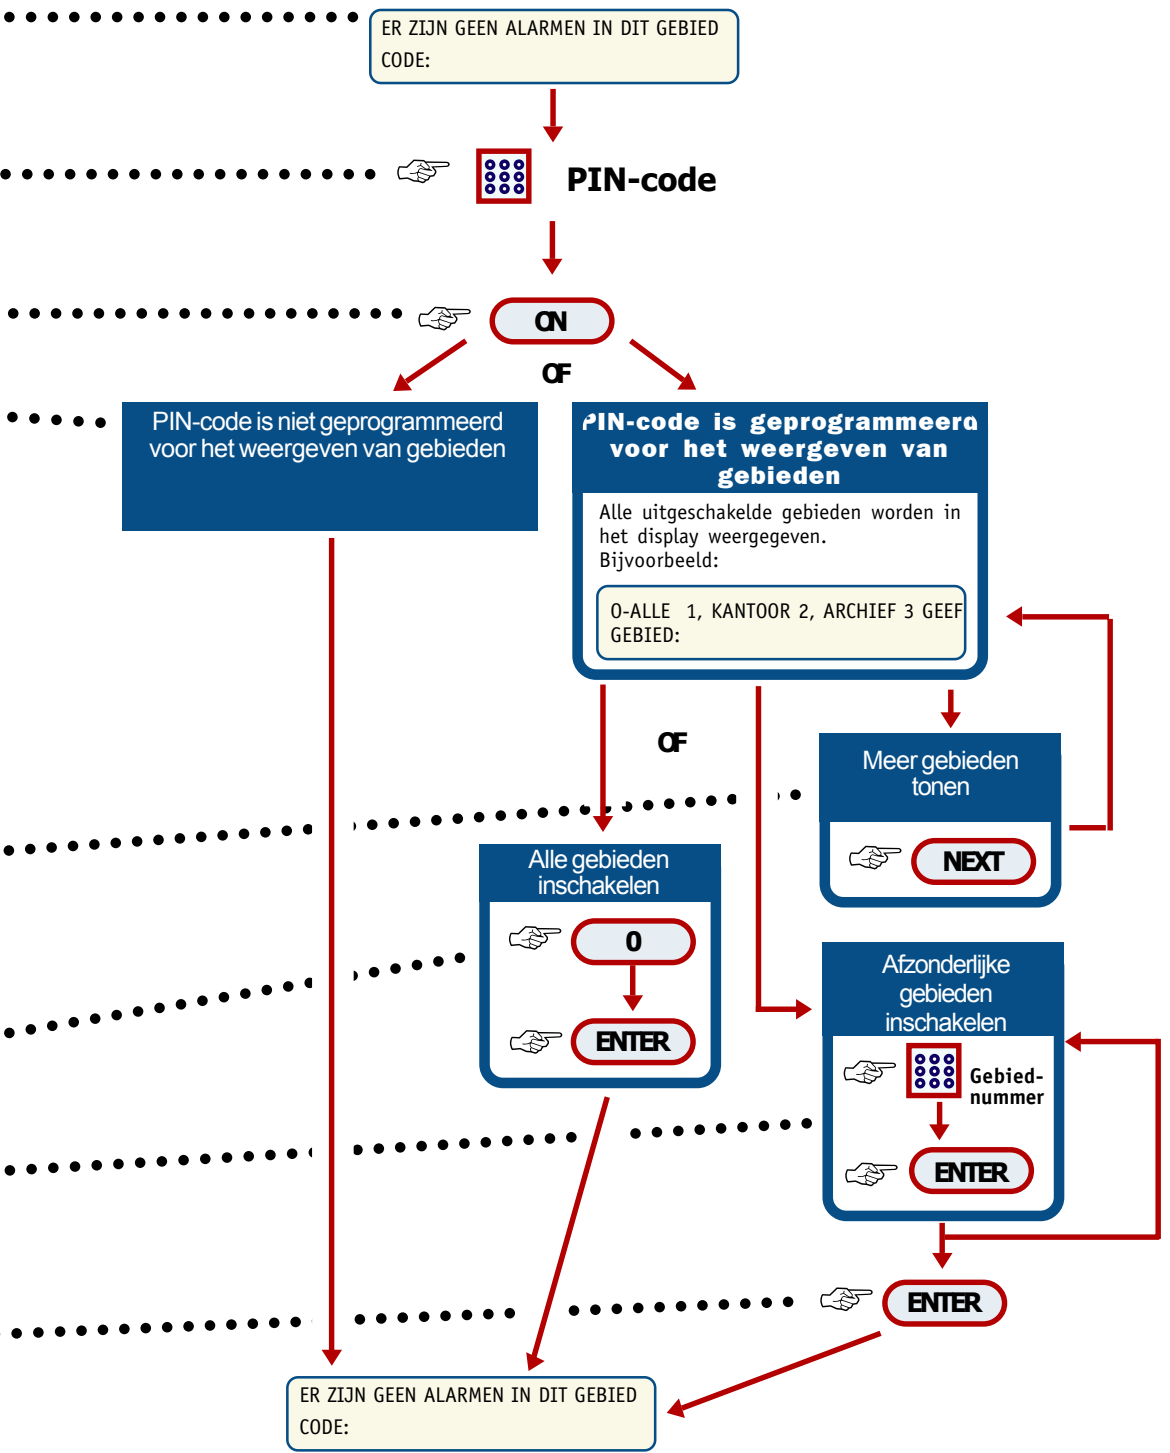 ER ZIJN GEEN ALARMEN IN DIT GEBIED
CODE:
PIN-code
ON
OF
PIN-code is niet geprogrammeerd
voor het weergeven van gebieden
PIN-code is geprogrammeerd
voor het weergeven van
gebieden
Alle uitgeschakelde gebieden worden in
het display weergegeven.
Bijvoorbeeld:
0-ALLE 1, KANTOOR 2, ARCHIEF 3 GEEF
GEBIED:
OF
Meer gebieden
tonen
NEXT
Alle gebieden
inschakelen
0
ENTER
Afzonderlijke
gebieden
inschakelen
Gebied-
nummer
ENTER
ENTER
ER ZIJN GEEN ALARMEN IN DIT GEBIED
CODE: